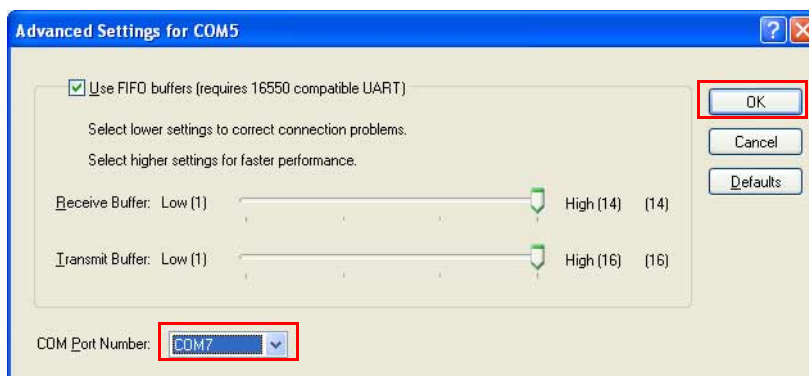 Advanced Settings for COM5
Use FIFO buffers (requires 16550 compatible UART)
OK
Select lower settings to correct connection problems.
Cancel
Select higher settings for faster performance.
Defaults
Receive Buffer: Low (1) High (14) (14)
Transmit Buffer: Low (1) High (16) (16)
COM Port Number: COM7